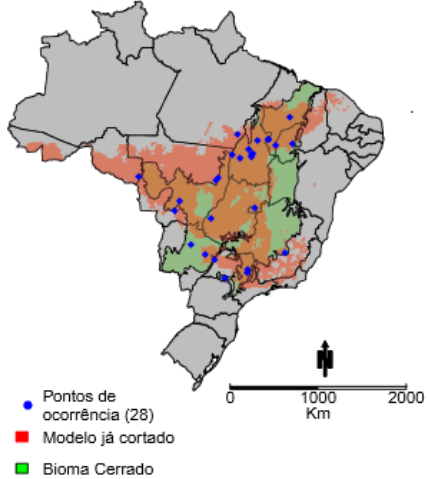 N
0 1000 2000
Km
Pontos de
ocorrência (28)
Modelo já cortado
Bioma Cerrado